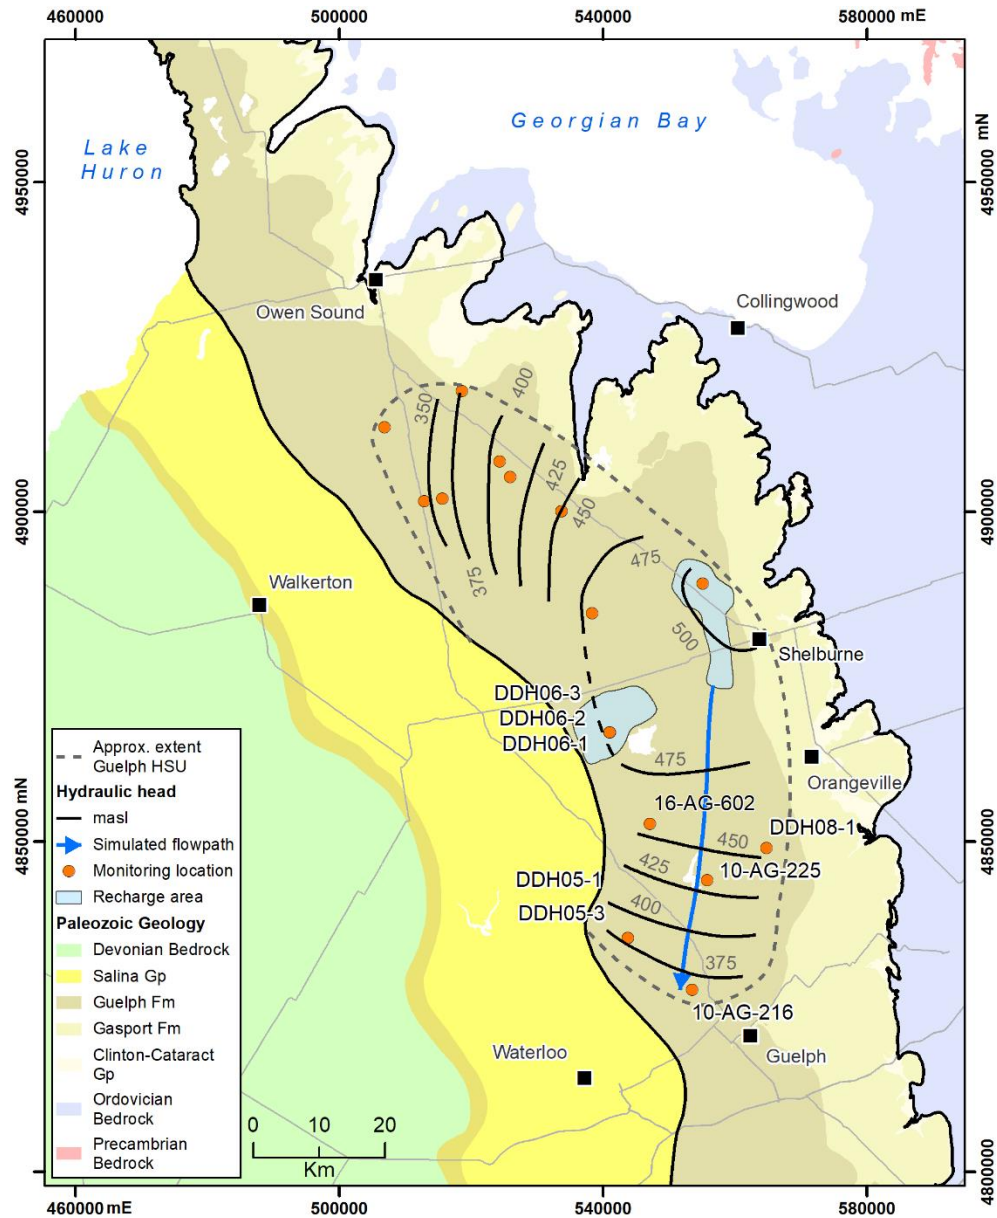 460000
500000
540000
580000 mE
4950000
4900000
4850000 mN
4950000 mN
4900000
4850000
4800000
Georgian Bay
Lake
Huron
Owen Sound
Collingwood
400
350
425
450
375
475
Walkerton
500
Shelburne
DDH06-3
DDH06-2
DDH06-1
475
Orangeville
16-AG-602
DDH08-1
450
10-AG-225
425
DDH05-1
400
DDH05-3
375
10-AG-216
Guelph
Waterloo
Approx. extent
Guelph HSU
Hydraulic head
masl
Simulated flowpath
Monitoring location
Recharge area
Paleozoic Geology
Devonian Bedrock
Salina Gp
Guelph Fm
Gasport Fm
Clinton-Cataract
Gp
Ordovician
Bedrock
Precambrian
Bedrock
0 10 20
Km
460000 mE
500000
540000
580000